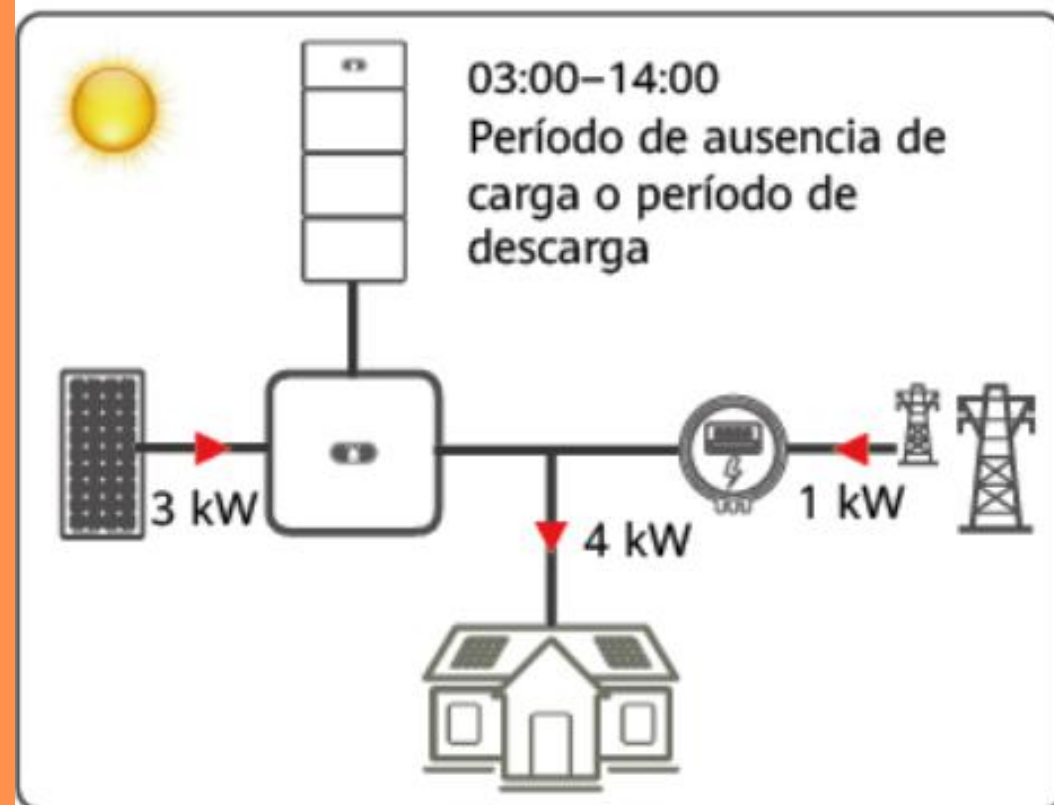 03:00–14:00
Período de ausencia de
carga o período de
descarga
3 kW
1 kW
4 kW